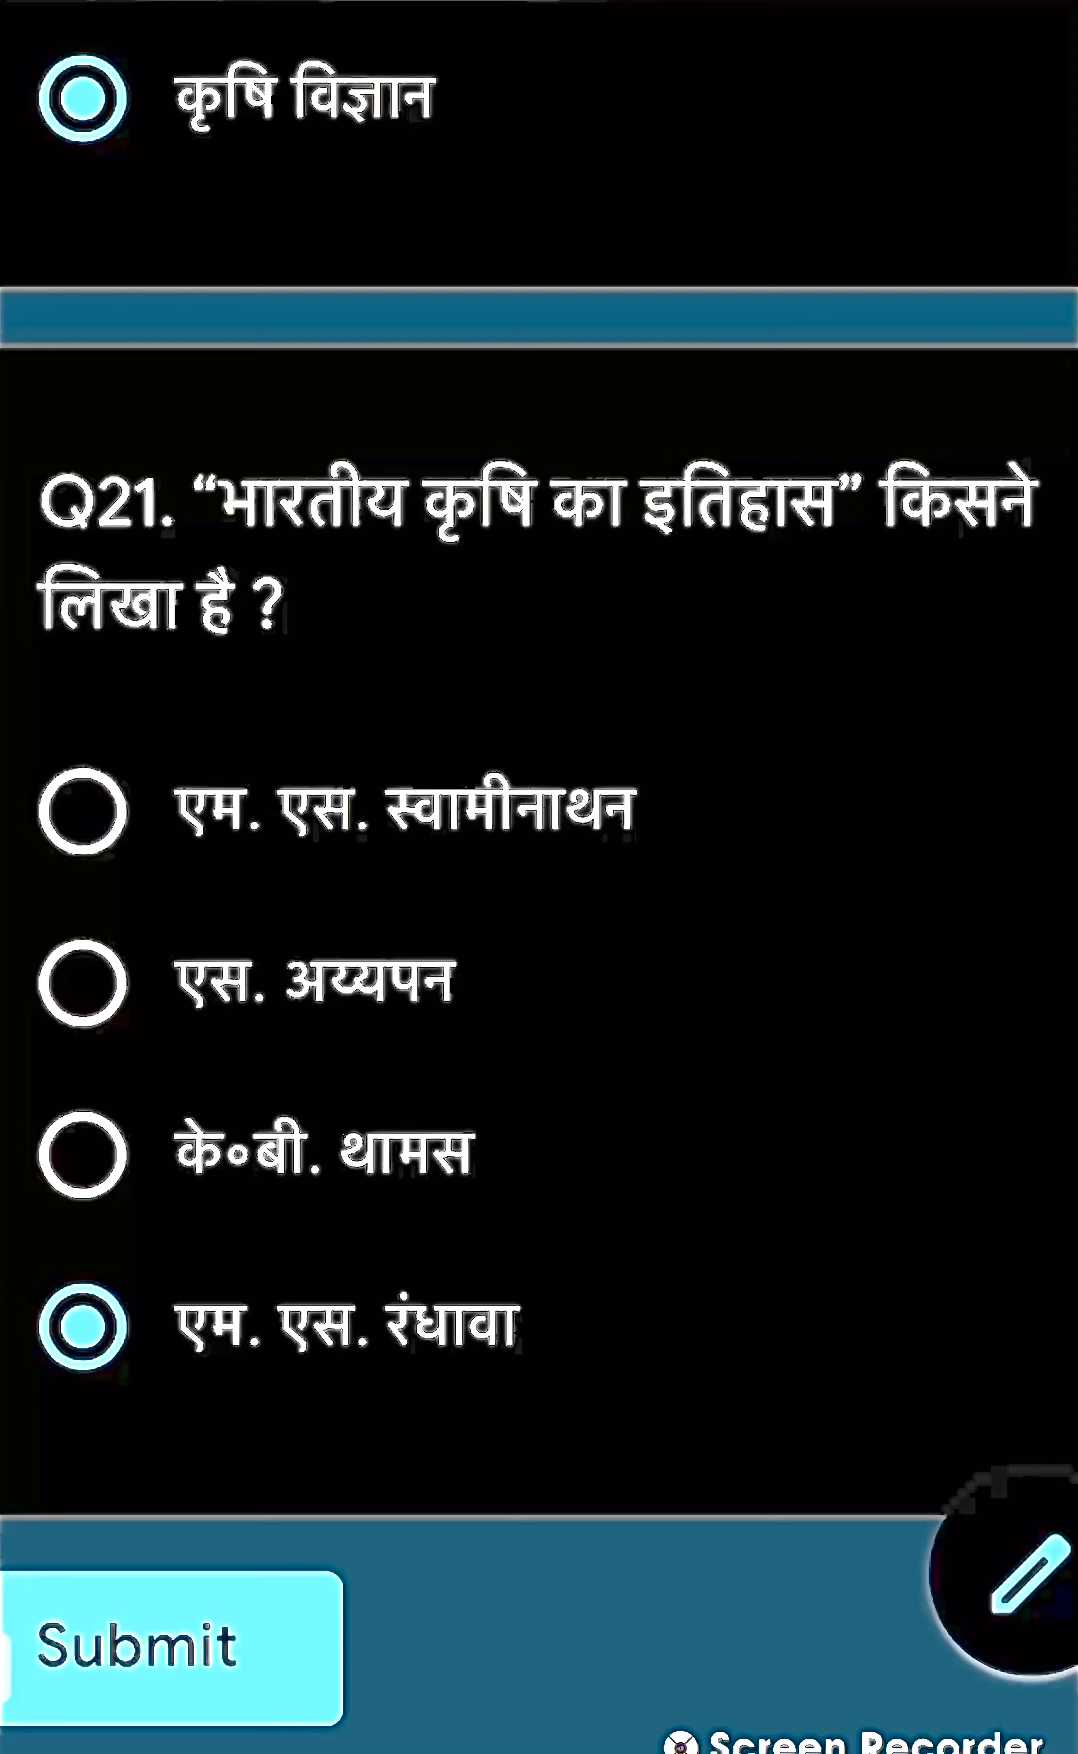 कृषि विज्ञान
Q21. “भारतीय कृषि का इतिहास” किसने
लिखा है ?
एम. एस. स्वामीनाथन
एस. अय्यपन
के॰बी. थामस
एम. एस. रंधावा
Submit
Screen Recorder